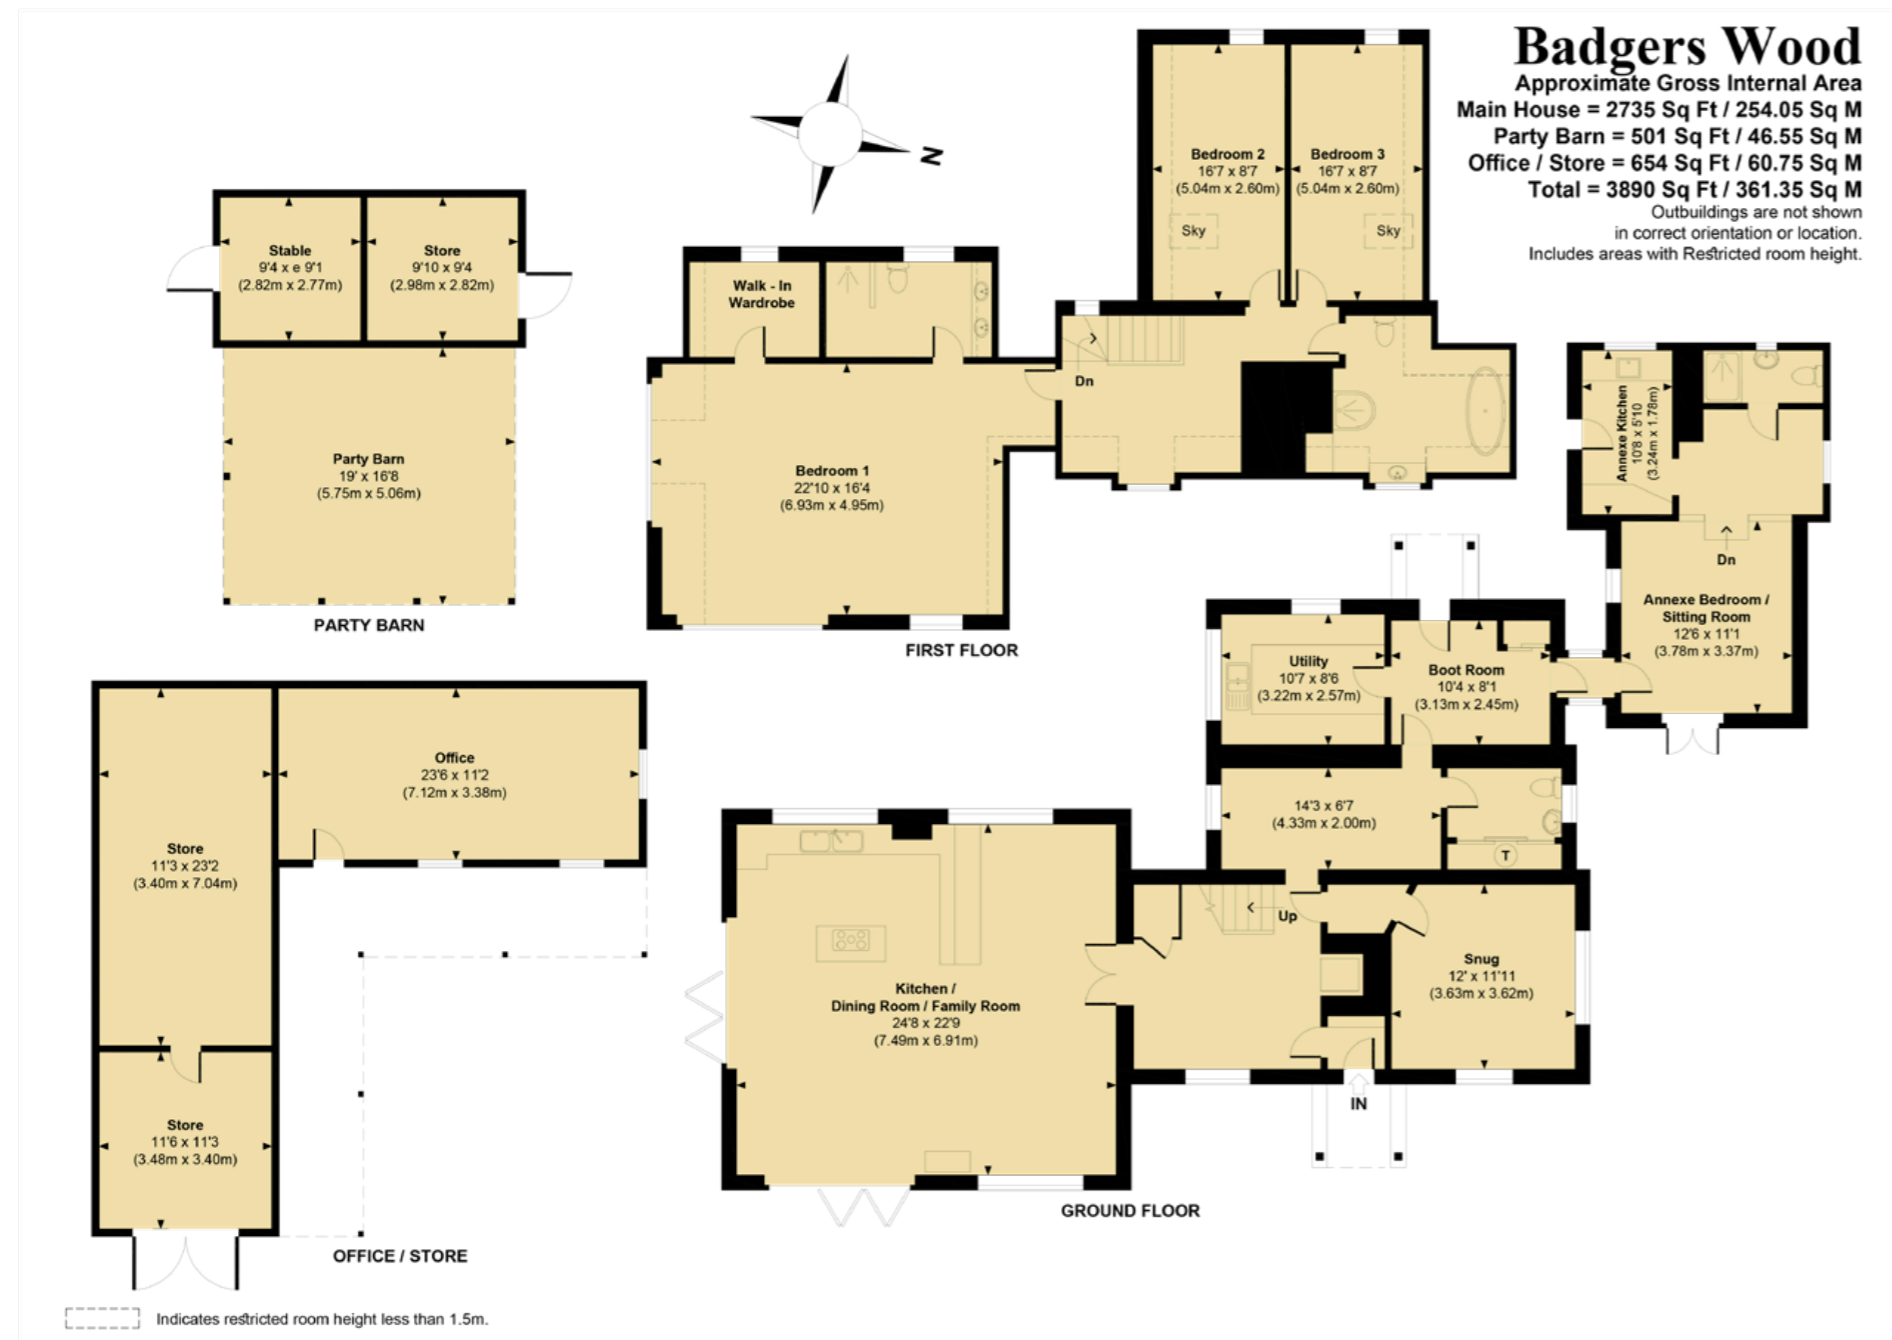 Badgers Wood
Approximate Gross Internal Area
Main House = 2735 Sq Ft / 254.05 Sq M
Party Barn = 501 Sq Ft / 46.55 Sq M
Office / Store = 654 Sq Ft / 60.75 Sq M
Total = 3890 Sq Ft / 361.35 Sq M
Outbuildings are not shown
in correct orientation or location.
Includes areas with Restricted room height.
N
Stable
9'4 x e 9'1
(2.82m x 2.77m)
Store
9'10 x 9'4
(2.98m x 2.82m)
Party Barn
19' x 16'8
(5.75m x 5.06m)
PARTY BARN
Bedroom 2
16'7 x 8'7
(5.04m x 2.60m)
Sky
Bedroom 3
16'7 x 8'7
(5.04m x 2.60m)
Sky
Walk - In
Wardrobe
Dn
Bedroom 1
22'10 x 16'4
(6.93m x 4.95m)
FIRST FLOOR
Annexe Kitchen
10'8 x 5'10
(3.24m x 1.78m)
Dn
Annexe Bedroom /
Sitting Room
12'6 x 11'1
(3.78m x 3.37m)
Utility
10'7 x 8'6
(3.22m x 2.57m)
Boot Room
10'4 x 8'1
(3.13m x 2.45m)
14'3 x 6'7
(4.33m x 2.00m)
T
Up
Snug
12' x 11'11
(3.63m x 3.62m)
Kitchen /
Dining Room / Family Room
24'8 x 22'9
(7.49m x 6.91m)
IN
GROUND FLOOR
Office
23'6 x 11'2
(7.12m x 3.38m)
Store
11'3 x 23'2
(3.40m x 7.04m)
Store
11'6 x 11'3
(3.48m x 3.40m)
OFFICE / STORE
Indicates restricted room height less than 1.5m.